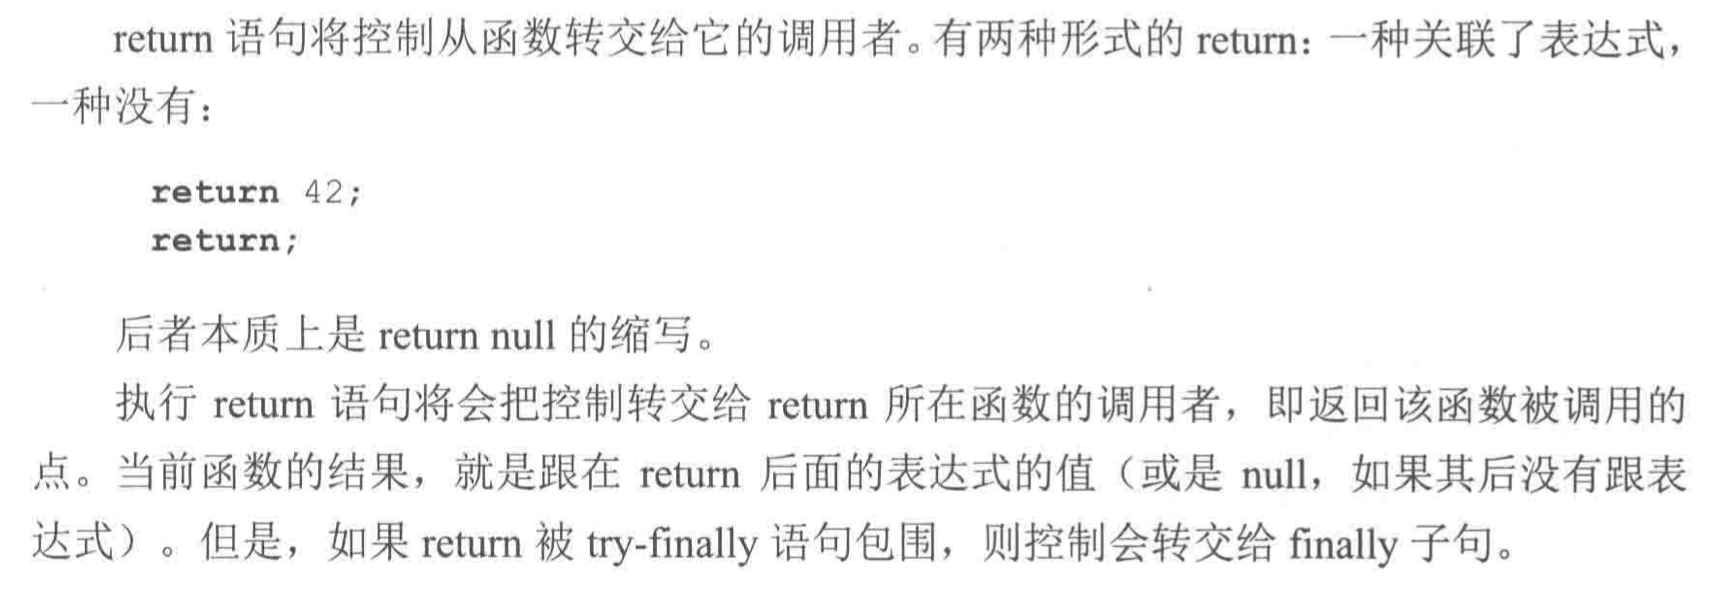 return 语句将控制从函数转交给它的调用者。有两种形式的 return：一种关联了表达式，
一种没有：
return 42;
return;
后者本质上是 return null 的缩写。
执行 return 语句将会把控制转交给 return 所在函数的调用者，即返回该函数被调用的
点。当前函数的结果，就是跟在 return 后面的表达式的值（或是 null，如果其后没有跟表
达式）。但是，如果 return 被 try-finally 语句包围，则控制会转交给 finally 子句。